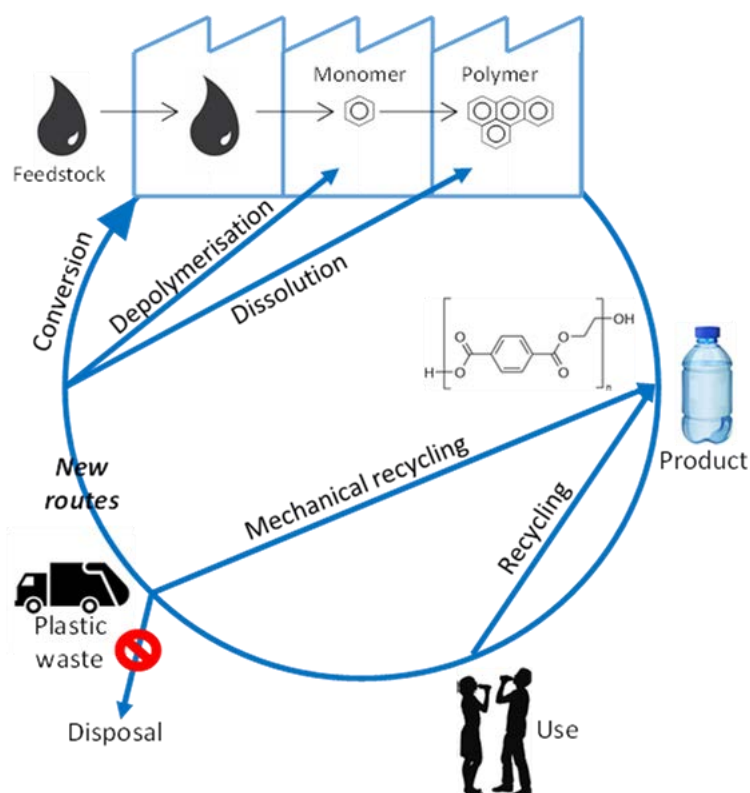 Monomer
Polymer
Feedstock
Conversion
Depolymerisation
Dissolution
OH
O
O
O
H
O
n
Product
New
routes
Mechanical recycling
Recycling
Plastic
waste
Disposal
Use